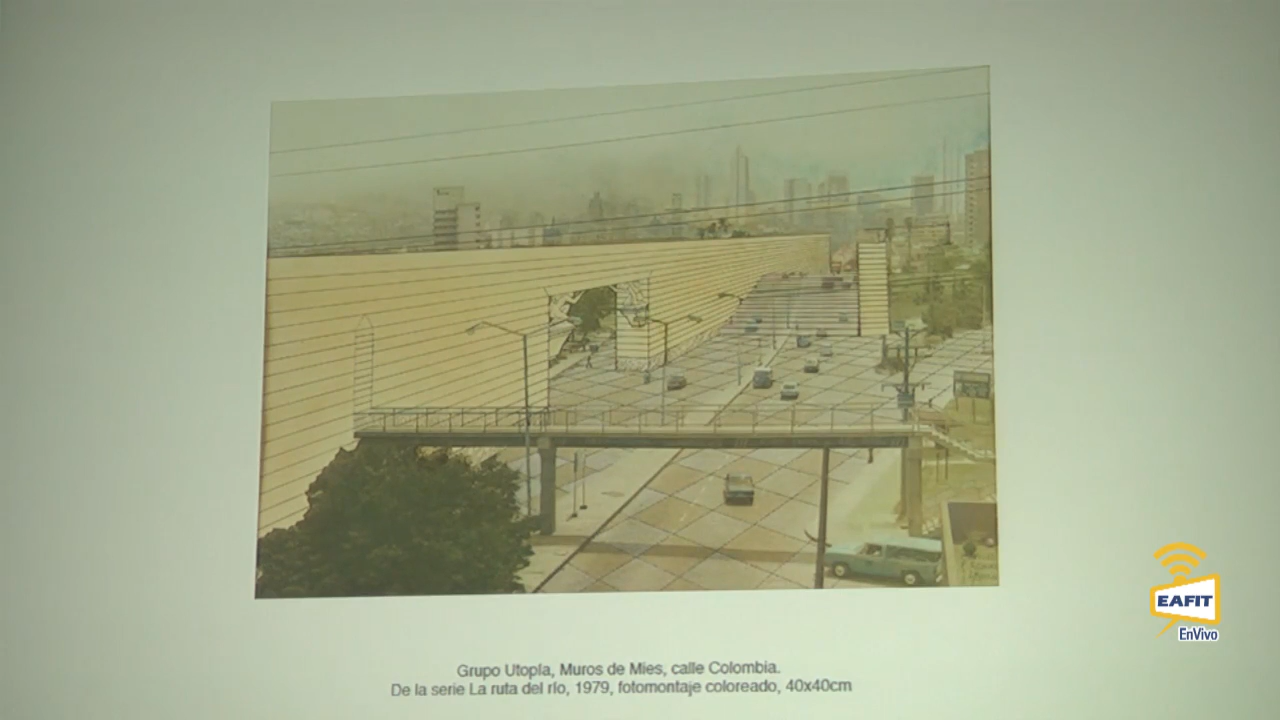 EAFIT
EnVivo
Grupo Utopía, Muros de Mies, calle Colombia.
De la serie La ruta del río, 1979, fotomontaje coloreado, 40x40cm